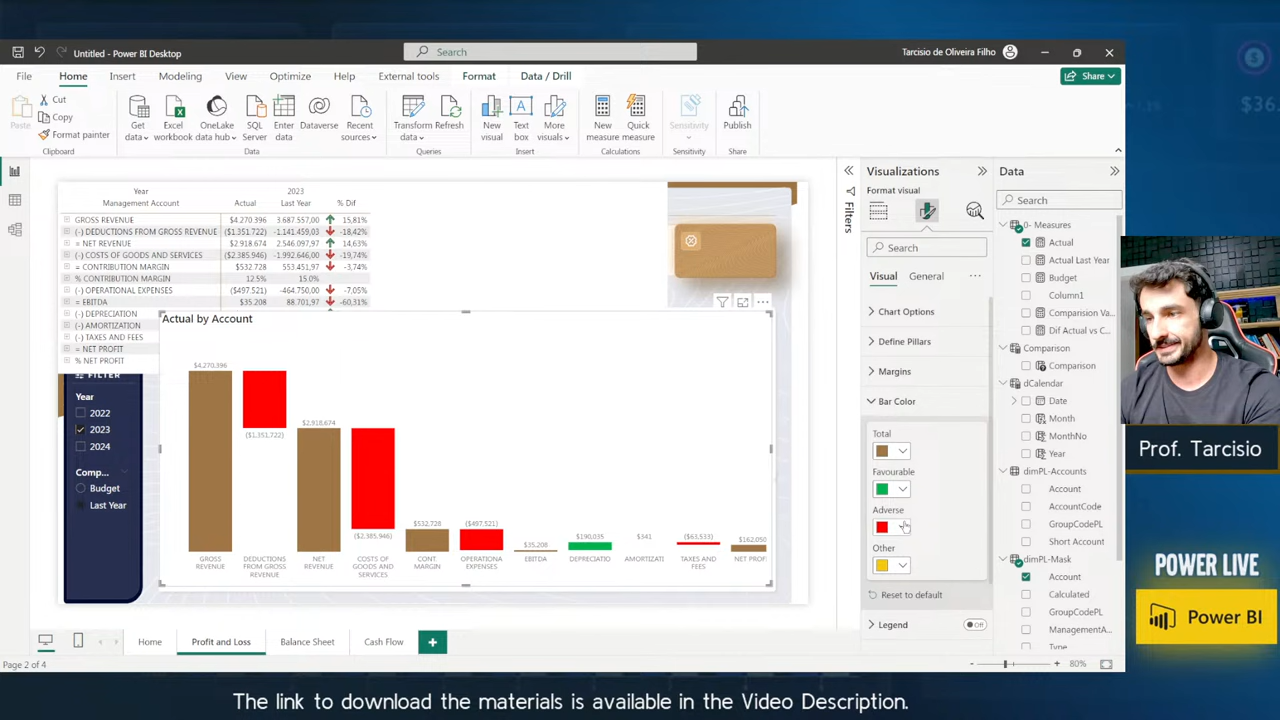 Untitled - Power BI Desktop
Search
Tarcisio de Oliveira Filho
File Home Insert Modeling View Optimize Help External tools Format Data / Drill
Share
Paste
Cut
Copy
Format painter
Get data
Excel workbook
OneLake data hub
SQL Server
Enter data
Dataverse
Recent sources
Transform data
Refresh
New visual
Text box
More visuals
New measure
Quick measure
Sensitivity
Publish
Clipboard Data Queries Insert Calculations Sensitivity Share
Year 2023
Management Account Actual Last Year % Dif
GROSS REVENUE $4.270.396 3.687.557,00 15,81%
(-) DEDUCTIONS FROM GROSS REVENUE ($1.351.722) -1.141.
= NET REVENUE $2.918.674 2.546.097,97 14,63%
(-) COSTS OF GOODS AND SERVICES ($2.385.946) -1.992.646,00 -19,74%
= CONTRIBUTION MARGIN $532.728 553.451,97 -3,74%
% CONTRIBUTION MARGIN 12.5% 15.0%
(-) OPERATIONAL EXPENSES ($497.521) -464.750,00 -7,05%
= EBITDA $35.208 88.701,97 -60,31%
(-) DEPRECIATION
(-) AMORTIZATION
(-) TAXES AND FEES
= NET PROFIT
% NET PROFIT
FILTER
Year
2022
2023
2024
Comp...
Budget
Last Year
Actual by Account
$4,270,396
($1,351,722)
$2,918,674
($2,385,946)
$532,728
($497,521)
$35,208
$190,035
$341
($63,533)
$162,050
GROSS REVENUE
DEDUCTIONS FROM GROSS REVENUE
NET REVENUE
COSTS OF GOODS AND SERVICES
CONT. MARGIN
OPERATIONA EXPENSES
EBITDA
DEPRECIATIO
AMORTIZATI
TAXES AND FEES
NET PROFI
Filters
Visualizations
Format visual
Search
Visual General
Chart Options
Define Pillars
Margins
Bar Color
Total
Favourable
Adverse
Other
Reset to default
Legend Off
Data
Search
0- Measures
Actual
Actual Last Year
Budget
Column1
Comparision Va...
Dif Actual vs C...
Comparison
Comparison
dCalendar
Date
Month
MonthNo
Year
dimPL-Accounts
Account
AccountCode
GroupCodePL
Short Account
dimPL-Mask
Account
Calculated
GroupCodePL
ManagementA...
Type
Home Profit and Loss Balance Sheet Cash Flow
Page 2 of 4
80%
Prof. Tarcisio
POWER LIVE
Power BI
The link to download the materials is available in the Video Description.